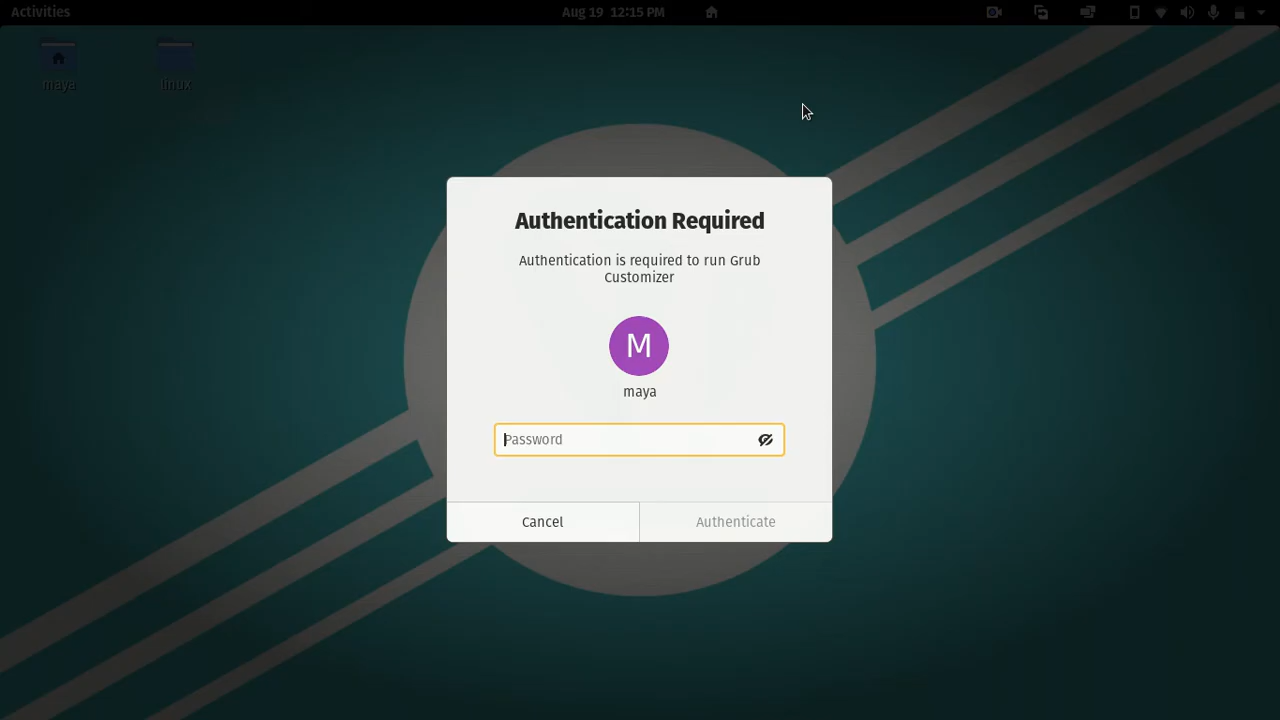 Activities
Aug 19 12:15 PM
maya
linux
Authentication Required
Authentication is required to run Grub
Customizer
M
maya
Password
Cancel
Authenticate